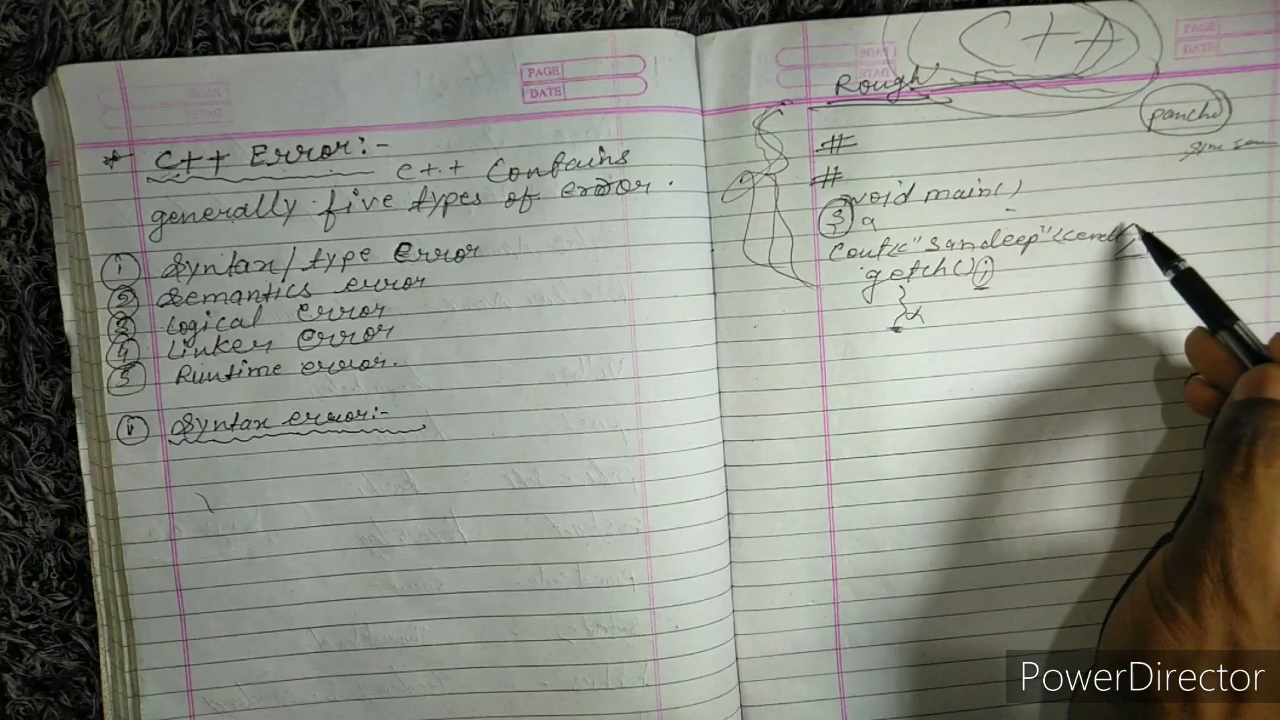 PAGE
DATE
* C++ Error:-
C++ Contains
generally five types of error.
① Syntax/type Error
② Semantics error
③ Logical error
④ Linker error
⑤ Runtime error.
① Syntax error:-
C++
Rough
pancho
#
#
void main()
{ a
Cout<<"Sandeep"<<endl
getch();
}
PowerDirector